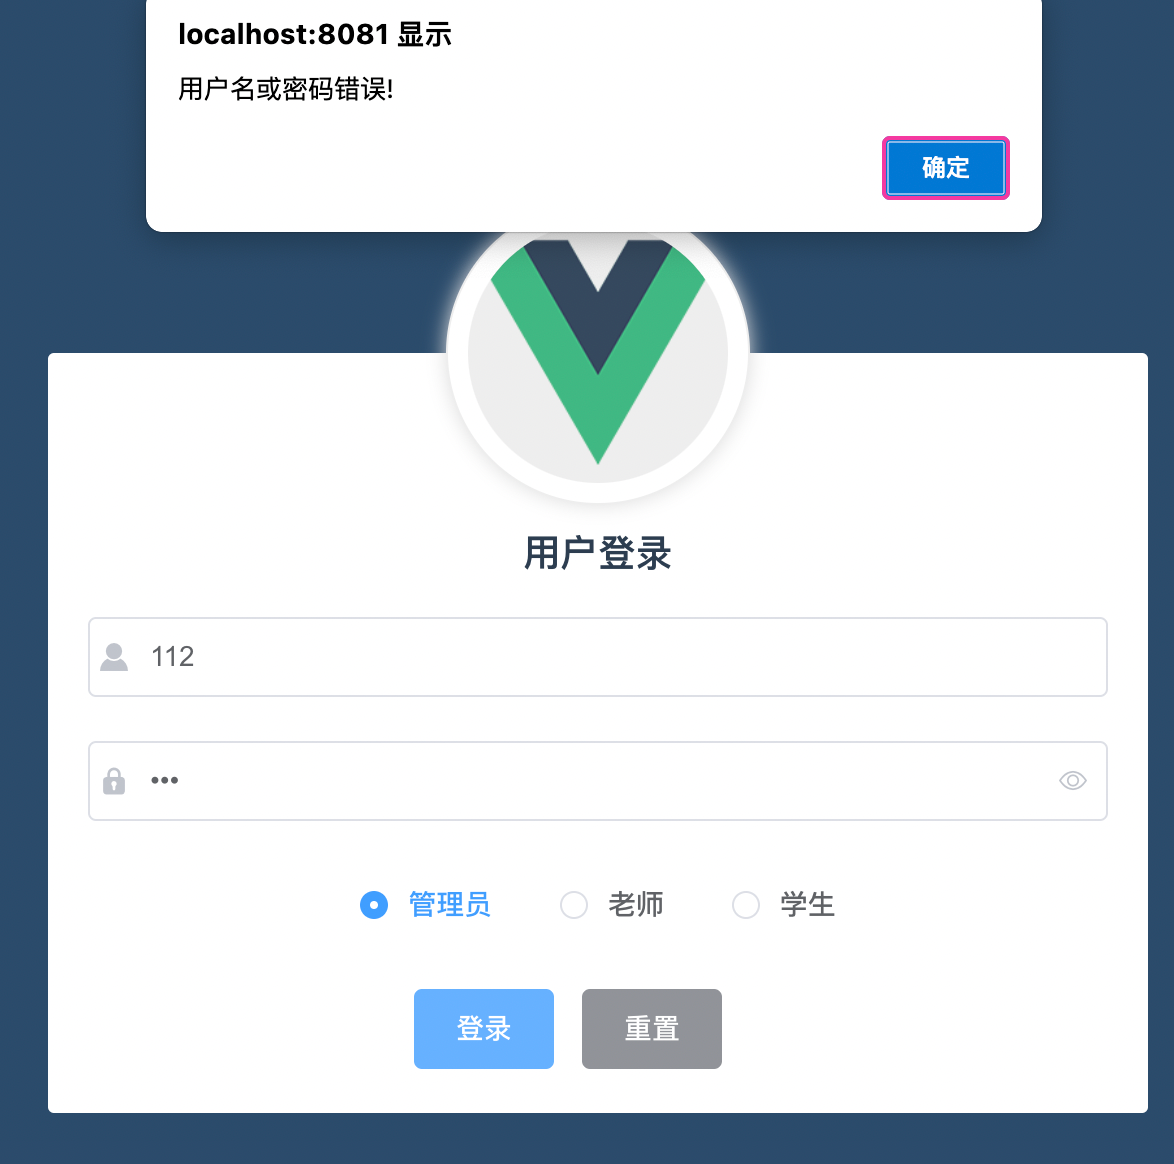 localhost:8081 显示
用户名或密码错误!
确定
用户登录
112
•••
管理员 老师 学生
登录 重置